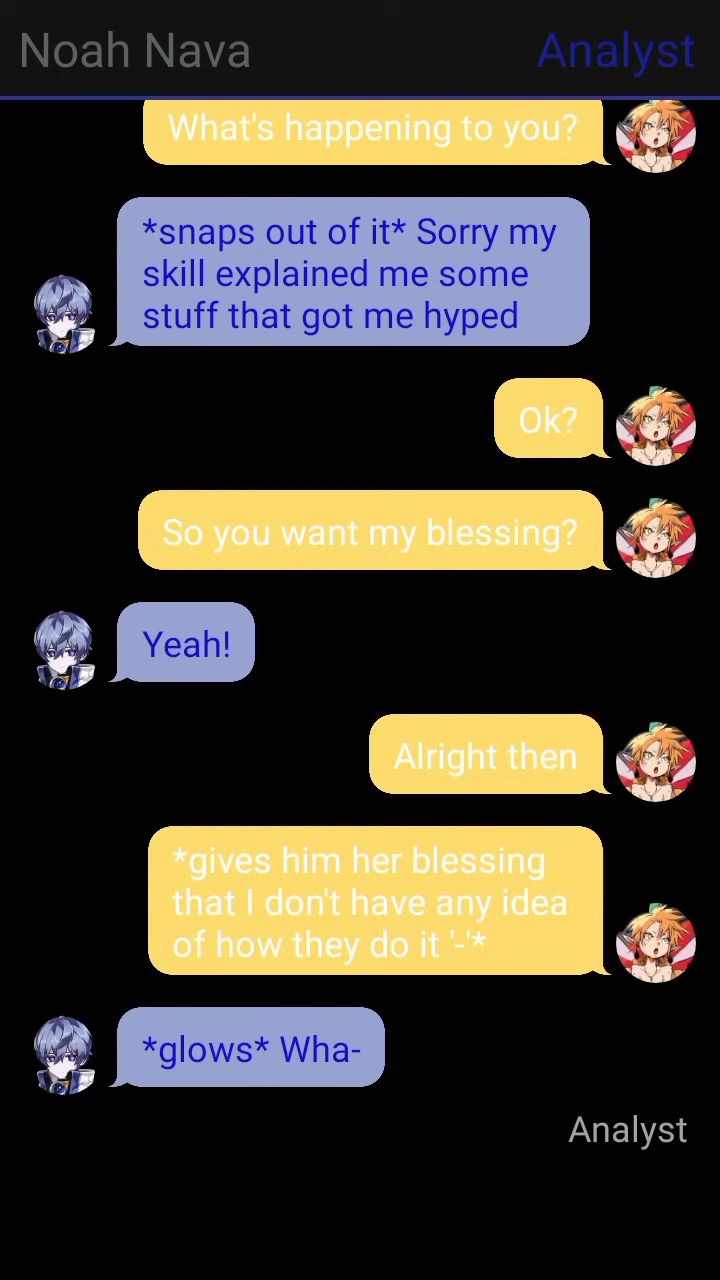 Noah Nava
Analyst
What's happening to you?
*snaps out of it* Sorry my
skill explained me some
stuff that got me hyped
Ok?
So you want my blessing?
Yeah!
Alright then
*gives him her blessing
that I don't have any idea
of how they do it '-'*
*glows* Wha-
Analyst